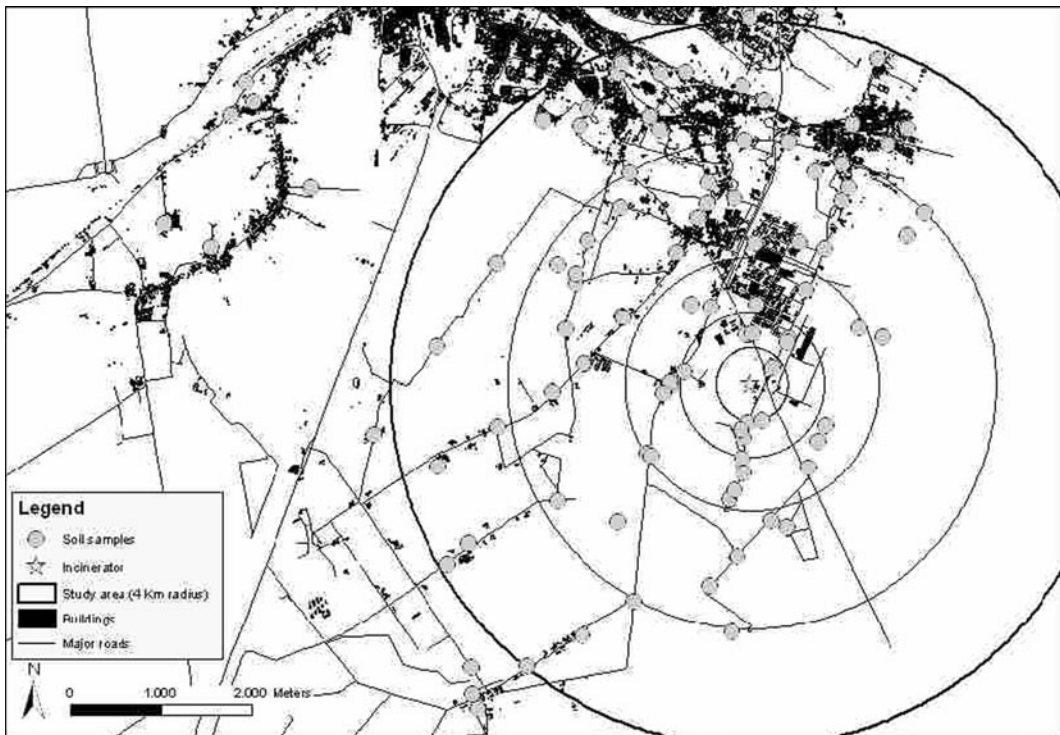 Legend
Soil samples
Incinerator
Study area (4 Km radius)
Buildings
Major roads
N
0 1.000 2.000 Meters